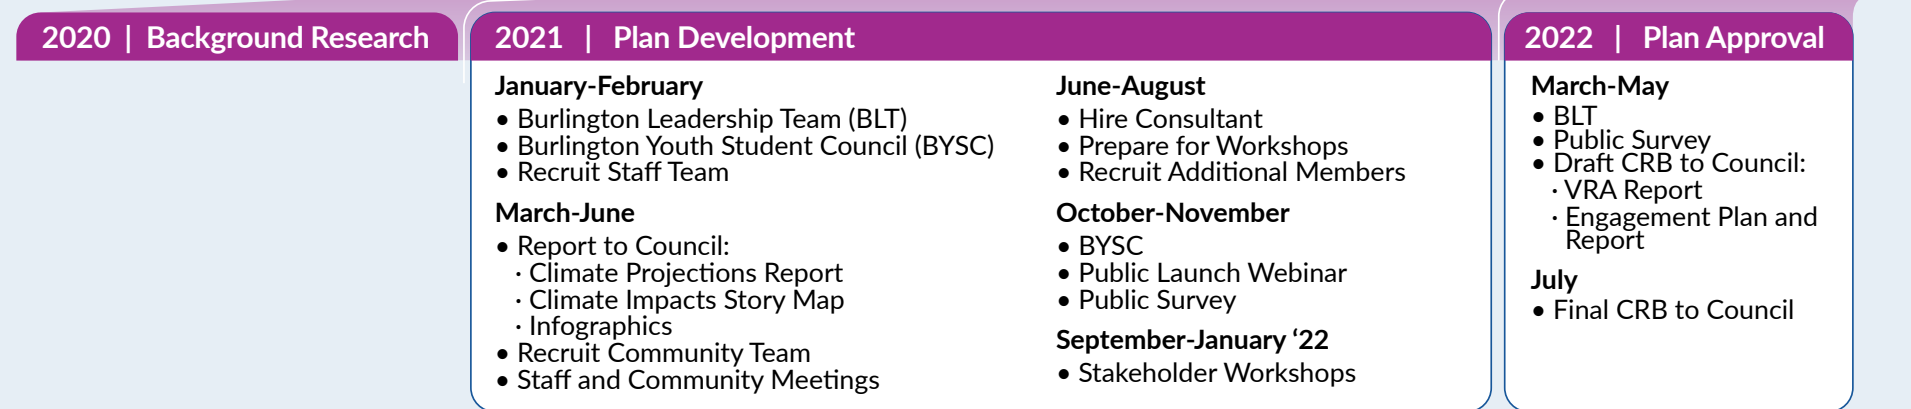 2020 | Background Research
2021 | Plan Development
January-February
• Burlington Leadership Team (BLT)
• Burlington Youth Student Council (BYSC)
• Recruit Staff Team
March-June
• Report to Council:
· Climate Projections Report
· Climate Impacts Story Map
· Infographics
• Recruit Community Team
• Staff and Community Meetings
June-August
• Hire Consultant
• Prepare for Workshops
• Recruit Additional Members
October-November
• BYSC
• Public Launch Webinar
• Public Survey
September-January ‘22
• Stakeholder Workshops
2022 | Plan Approval
March-May
• BLT
• Public Survey
• Draft CRB to Council:
· VRA Report
· Engagement Plan and
Report
July
• Final CRB to Council